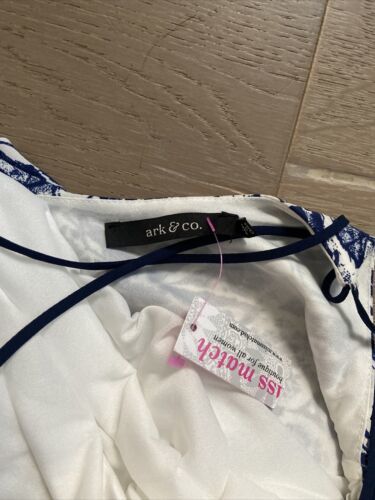 ark & co.
iss match
boutique for all women